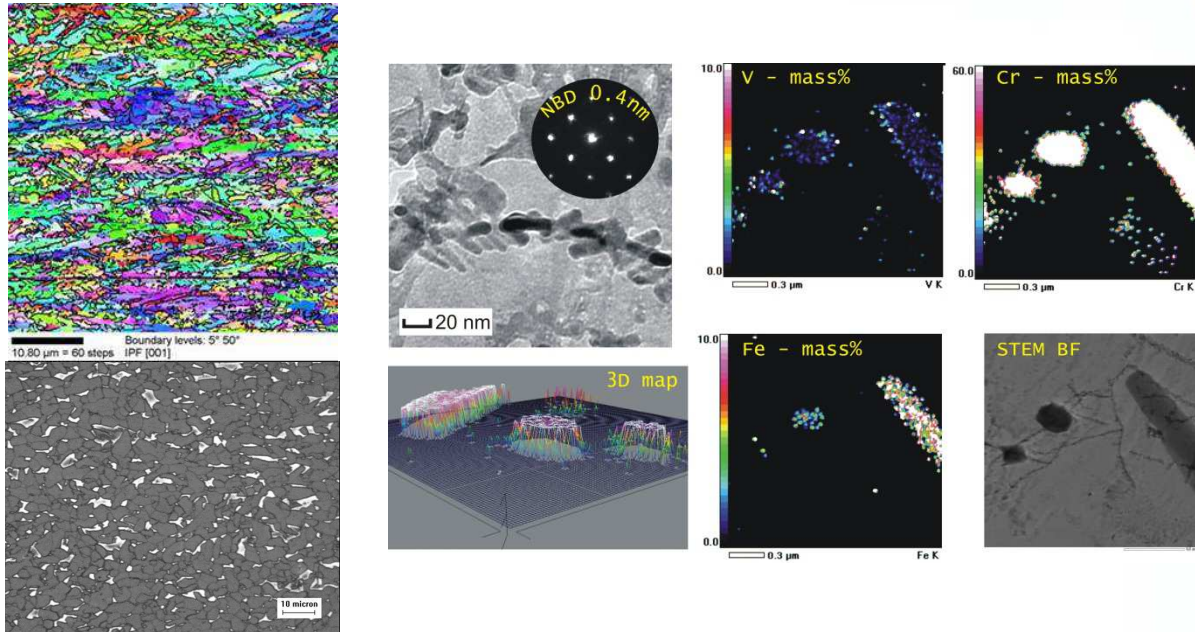 Boundary levels: 5° 50°
10.80 µm = 60 steps IPF [001]
10 micron
NBD 0.4nm
20 nm
3D map
10.0
V - mass%
0.0
0.3 µm
V K
60.0
Cr - mass%
0.0
0.3 µm
Cr K
10.0
Fe - mass%
0.0
0.3 µm
Fe K
STEM BF